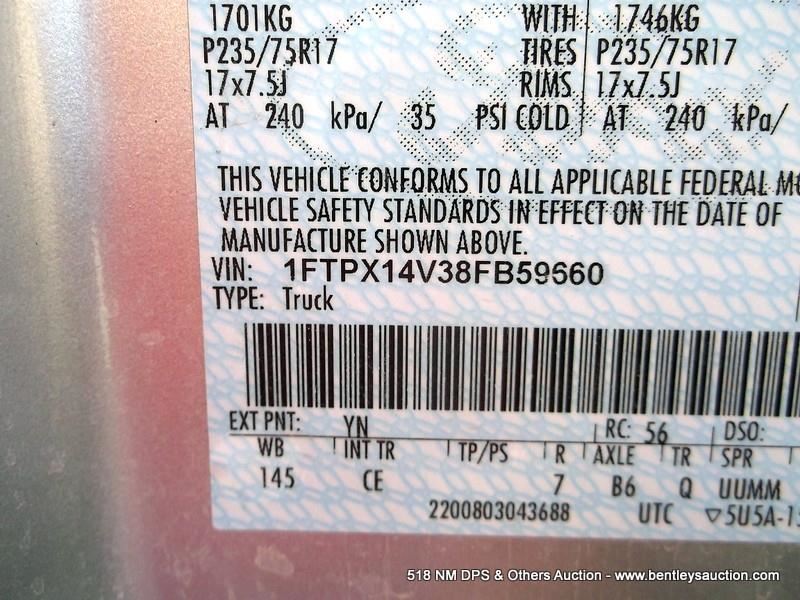 1701KG WITH 1746KG
P235/75R17 TIRES P235/75R17
17x7.5J RIMS 17x7.5J
AT 240 kPa/ 35 PSI COLD AT 240 kPa/
THIS VEHICLE CONFORMS TO ALL APPLICABLE FEDERAL MO
VEHICLE SAFETY STANDARDS IN EFFECT ON THE DATE OF
MANUFACTURE SHOWN ABOVE.
VIN: 1FTPX14V38FB59660
TYPE: Truck
EXT PNT: YN RC: 56 DSO:
WB INT TR TP/PS R AXLE TR SPR
145 CE 7 B6 Q UUMM
2200803043688 UTC ▽5U5A-15
518 NM DPS & Others Auction - www.bentleysauction.com